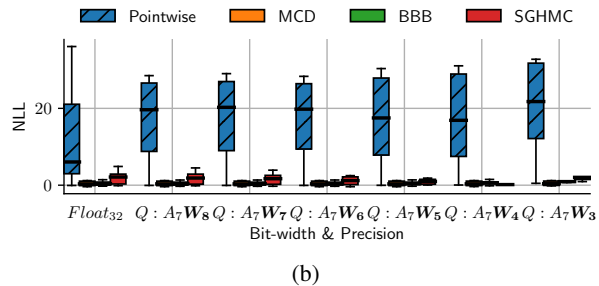 Pointwise MCD BBB SGHMC
NLL
20
0
Float32 Q : A7W8 Q : A7W7 Q : A7W6 Q : A7W5 Q : A7W4 Q : A7W3
Bit-width & Precision
(b)